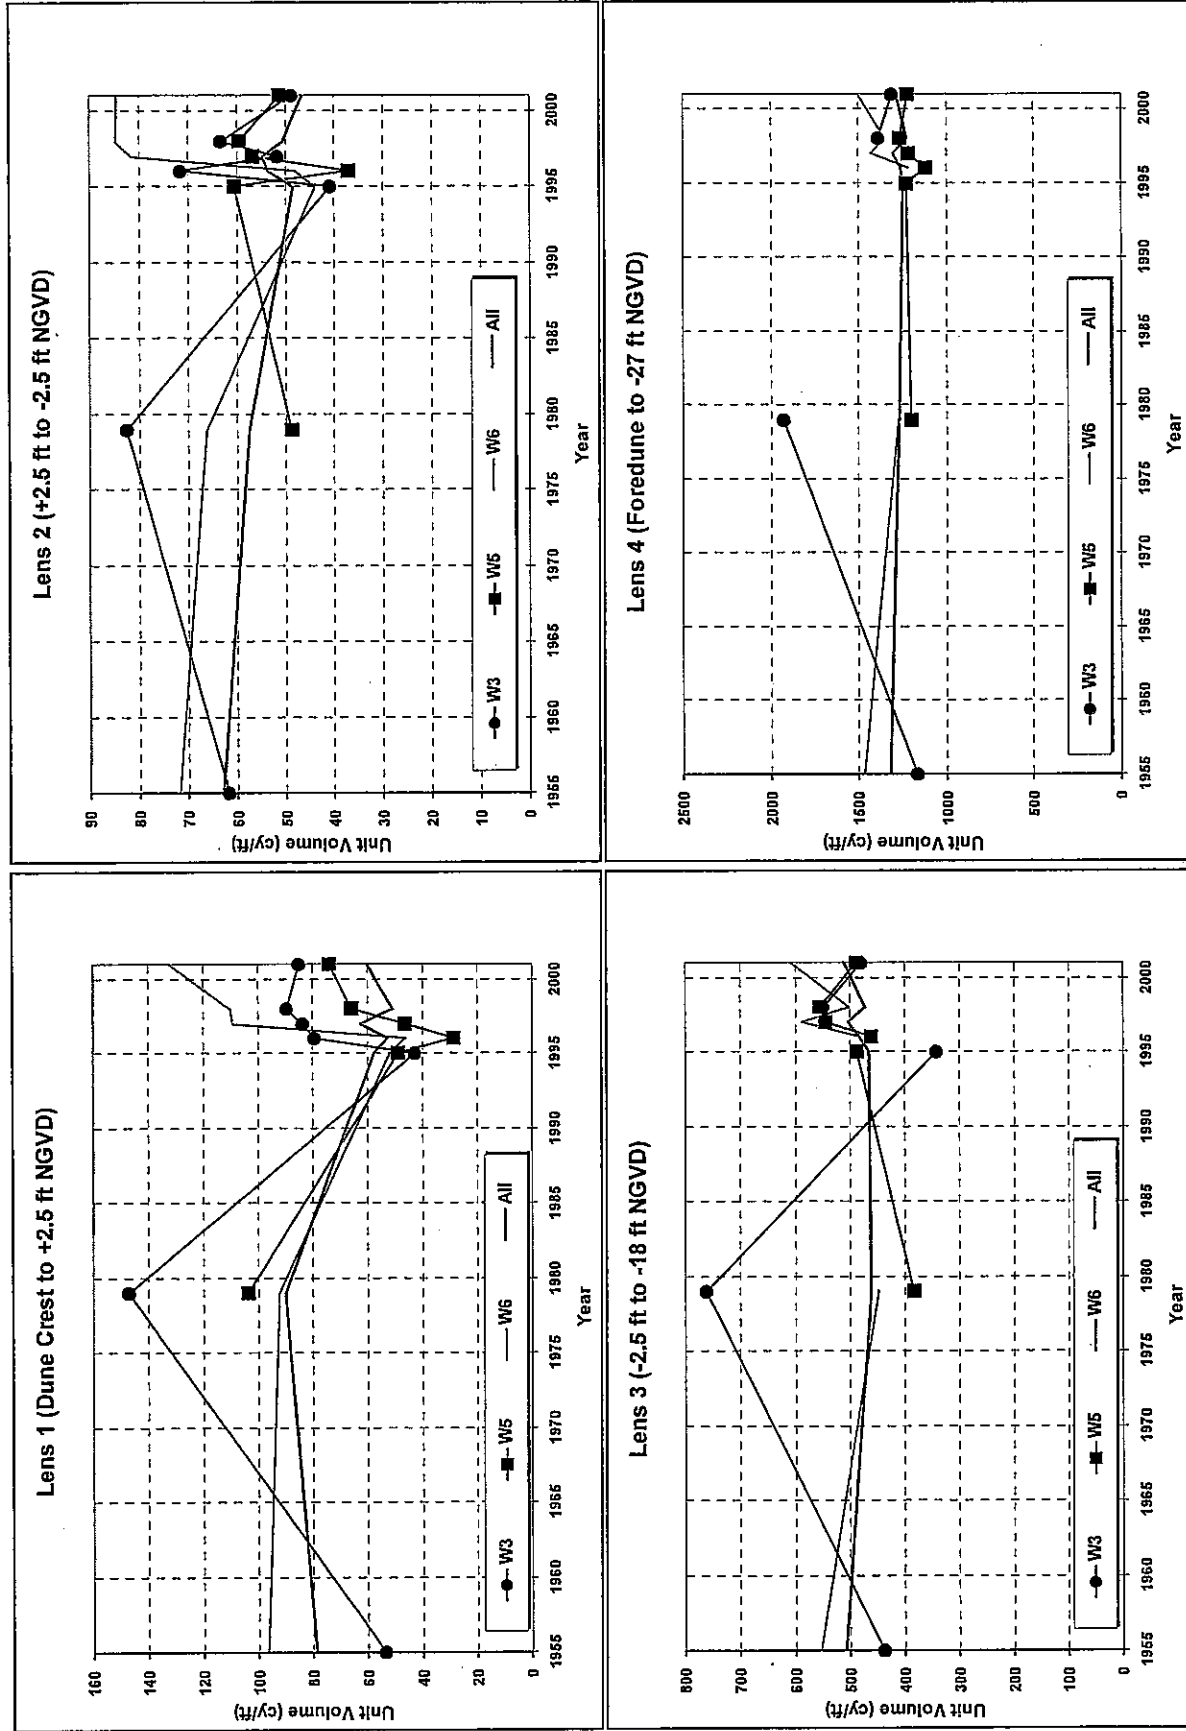 Lens 1 (Dune Crest to +2.5 ft NGVD)
Unit Volume (cy/ft)
160
140
120
100
80
60
40
20
0
1955 1960 1965 1970 1975 1980 1985 1990 1995 2000
Year
W3 W5 W6 All
Lens 2 (+2.5 ft to -2.5 ft NGVD)
Unit Volume (cy/ft)
90
80
70
60
50
40
30
20
10
0
1955 1960 1965 1970 1975 1980 1985 1990 1995 2000
Year
W3 W5 W6 All
Lens 3 (-2.5 ft to -18 ft NGVD)
Unit Volume (cy/ft)
800
700
600
500
400
300
200
100
0
1955 1960 1965 1970 1975 1980 1985 1990 1995 2000
Year
W3 W5 W6 All
Lens 4 (Foredune to -27 ft NGVD)
Unit Volume (cy/ft)
2500
2000
1500
1000
500
0
1955 1960 1965 1970 1975 1980 1985 1990 1995 2000
Year
W3 W5 W6 All